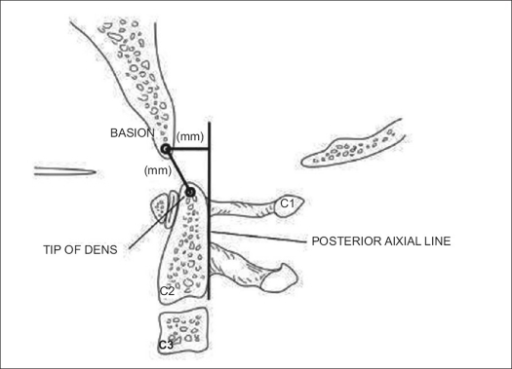 BASION
(mm)
(mm)
C1
TIP OF DENS
POSTERIOR AIXIAL LINE
C2
C3